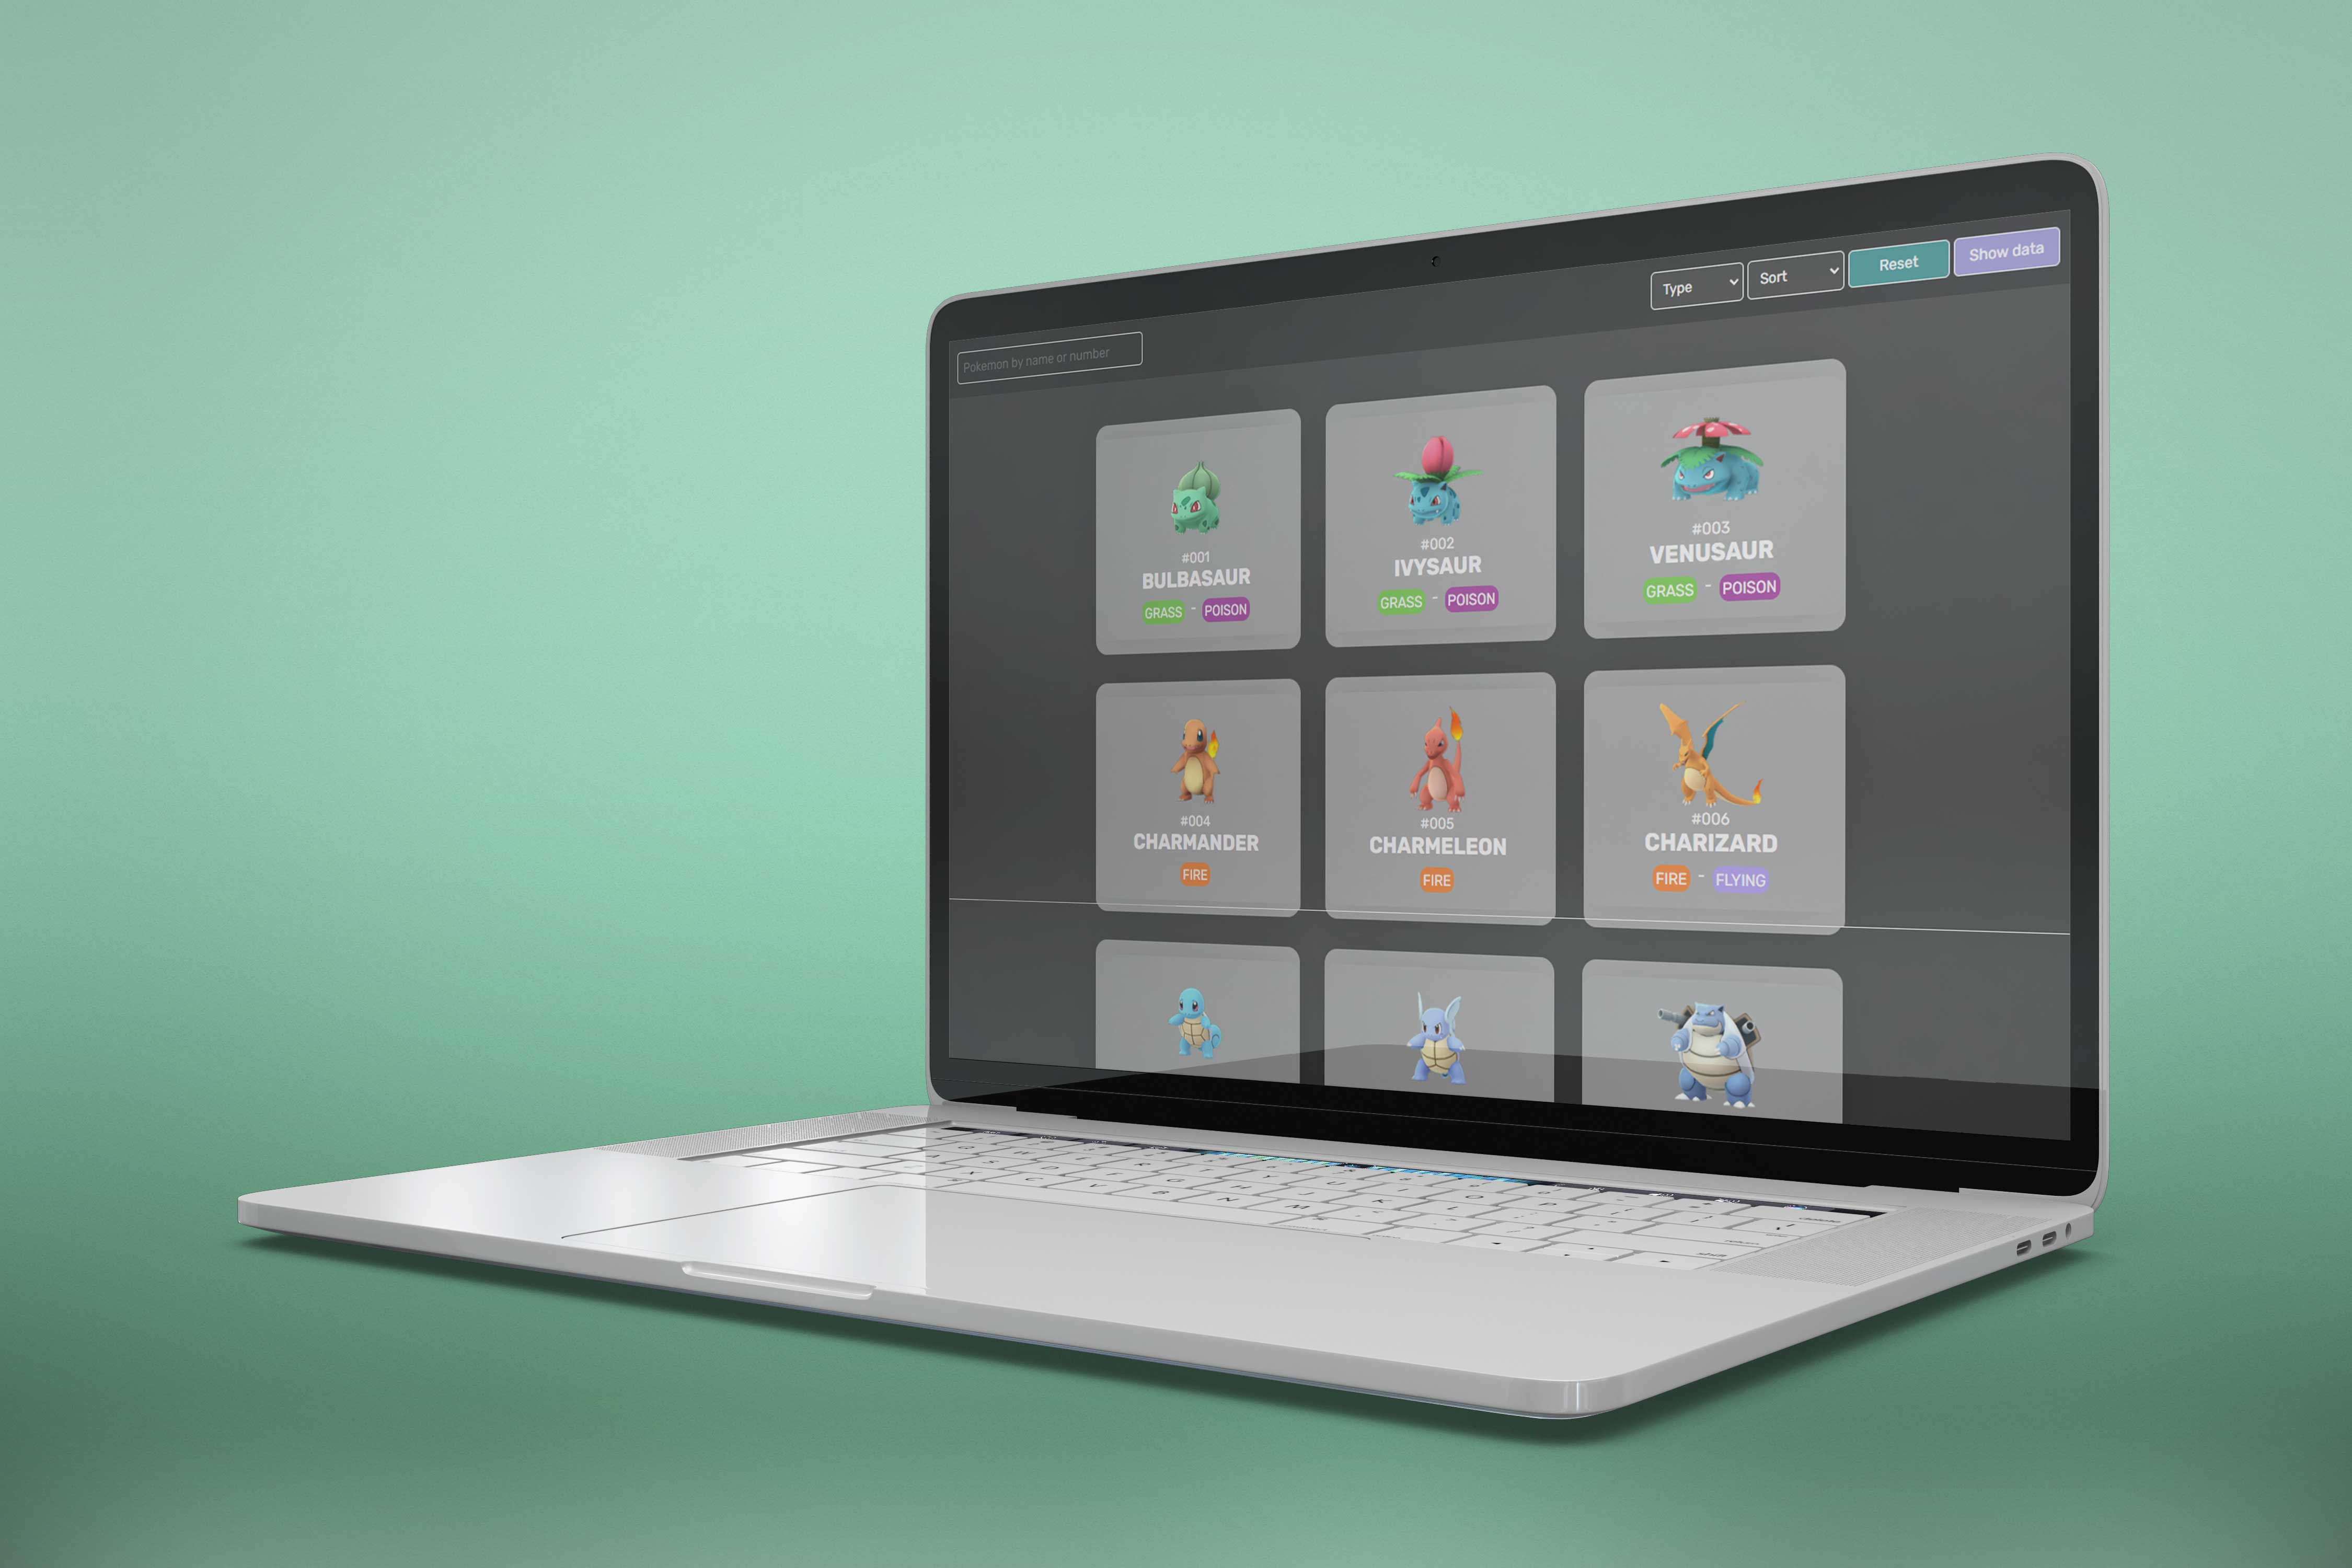 Pokemon by name or number
Type
Sort
Reset
Show data
#001
BULBASAUR
GRASS - POISON
#002
IVYSAUR
GRASS - POISON
#003
VENUSAUR
GRASS - POISON
#004
CHARMANDER
FIRE
#005
CHARMELEON
FIRE
#006
CHARIZARD
FIRE - FLYING